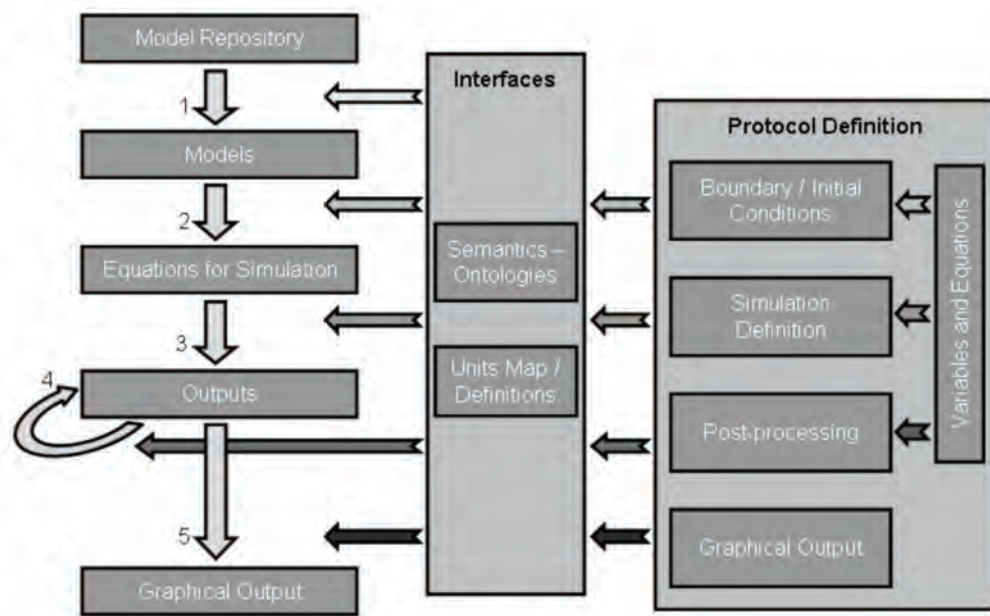 Model Repository
1
Models
2
Equations for Simulation
3
4
Outputs
5
Graphical Output
Interfaces
Semantics –
Ontologies
Units Map /
Definitions
Protocol Definition
Boundary / Initial
Conditions
Simulation
Definition
Post-processing
Graphical Output
Variables and Equations